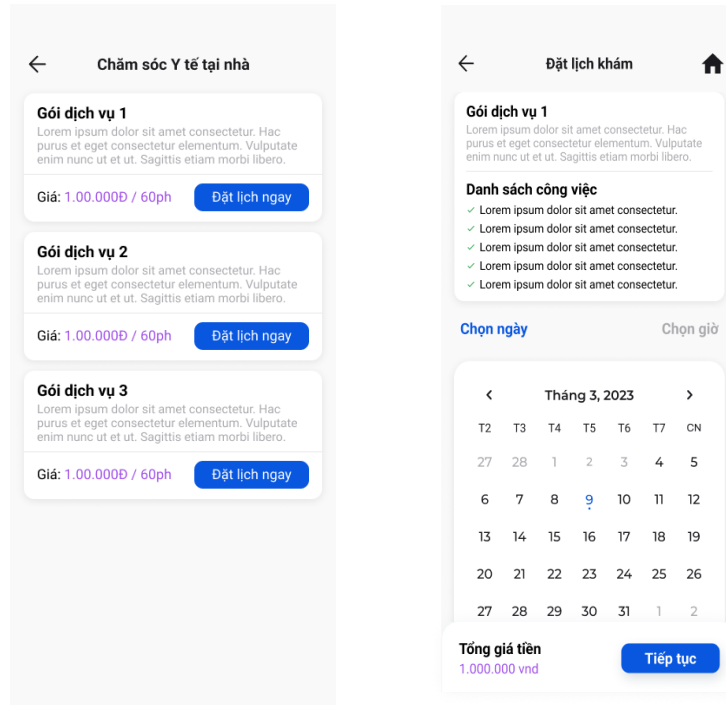 Chăm sóc Y tế tại nhà
Gói dịch vụ 1
Lorem ipsum dolor sit amet consectetur. Hac
purus et eget consectetur elementum. Vulputate
enim nunc ut et ut. Sagittis etiam morbi libero.
Giá: 1.00.000Đ / 60ph
Đặt lịch ngay
Gói dịch vụ 2
Lorem ipsum dolor sit amet consectetur. Hac
purus et eget consectetur elementum. Vulputate
enim nunc ut et ut. Sagittis etiam morbi libero.
Giá: 1.00.000Đ / 60ph
Đặt lịch ngay
Gói dịch vụ 3
Lorem ipsum dolor sit amet consectetur. Hac
purus et eget consectetur elementum. Vulputate
enim nunc ut et ut. Sagittis etiam morbi libero.
Giá: 1.00.000Đ / 60ph
Đặt lịch ngay
Đặt lịch khám
Gói dịch vụ 1
Lorem ipsum dolor sit amet consectetur. Hac
purus et eget consectetur elementum. Vulputate
enim nunc ut et ut. Sagittis etiam morbi libero.
Danh sách công việc
Lorem ipsum dolor sit amet consectetur.
Lorem ipsum dolor sit amet consectetur.
Lorem ipsum dolor sit amet consectetur.
Lorem ipsum dolor sit amet consectetur.
Lorem ipsum dolor sit amet consectetur.
Chọn ngày
Chọn giờ
Tháng 3, 2023
T2 T3 T4 T5 T6 T7 CN
27 28 1 2 3 4 5
6 7 8 9 10 11 12
13 14 15 16 17 18 19
20 21 22 23 24 25 26
27 28 29 30 31 1 2
Tổng giá tiền
1.000.000 vnd
Tiếp tục